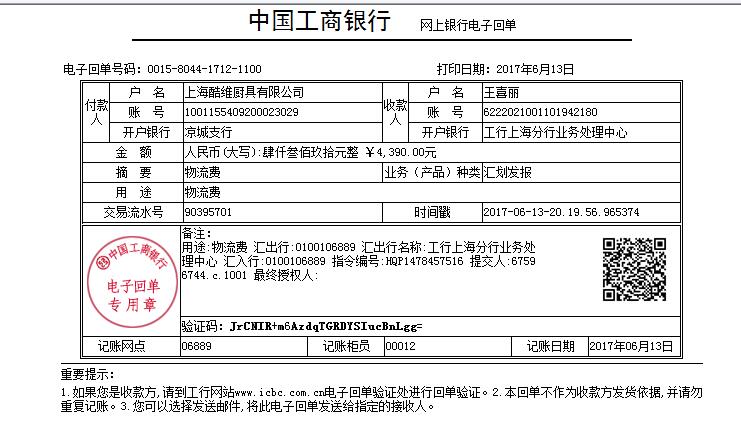 中国工商银行 网上银行电子回单
电子回单号码：0015-8044-1712-1100 打印日期：2017年6月13日
付款人 户 名 上海酷维厨具有限公司 收款人 户 名 王喜丽
账 号 1001155409200023029 账 号 6222021001101942180
开户银行 凉城支行 开户银行 工行上海分行业务处理中心
金 额 人民币(大写):肆仟叁佰玖拾元整 ￥4,390.00元
摘 要 物流费 业务（产品）种类 汇划发报
用 途 物流费
交易流水号 90395701 时间戳 2017-06-13-20.19.56.965374
备注：
用途:物流费 汇出行:0100106889 汇出行名称:工行上海分行业务处
理中心 汇入行:0100106889 指令编号:HQP1478457516 提交人:6759
6744.c.1001 最终授权人:
中国工商银行
电子回单
专用章
验证码：JrCNIR+m6AzdqTGRDYSIucBnLgg=
记账网点 06889 记账柜员 00012 记账日期 2017年06月13日
重要提示：
1.如果您是收款方,请到工行网站www.icbc.com.cn电子回单验证处进行回单验证。2.本回单不作为收款方发货依据,并请勿
重复记账。3.您可以选择发送邮件,将此电子回单发送给指定的接收人。